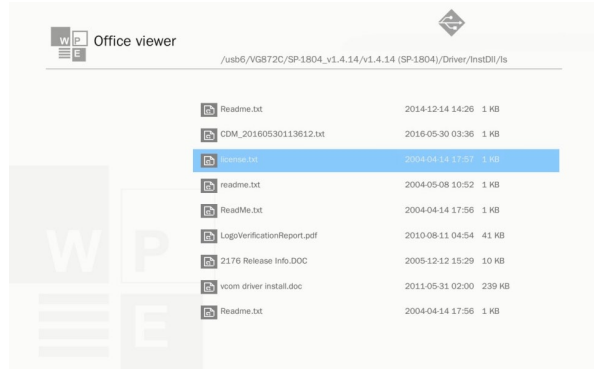 W P E Office viewer
/usb6/VG872C/SP-1804_v1.4.14/v1.4.14 (SP-1804)/Driver/InstDll/Is
Readme.txt 2014-12-14 14:26 1 KB
CDM_20160530113612.txt 2016-05-30 03:36 1 KB
license.txt 2004-04-14 17:57 1 KB
readme.txt 2004-05-08 10:52 1 KB
ReadMe.txt 2004-04-14 17:56 1 KB
LogoVerificationReport.pdf 2010-08-11 04:54 41 KB
2176 Release Info.DOC 2005-12-12 15:29 10 KB
vcom driver install.doc 2011-05-31 02:00 239 KB
Readme.txt 2004-04-14 17:56 1 KB
W P
E